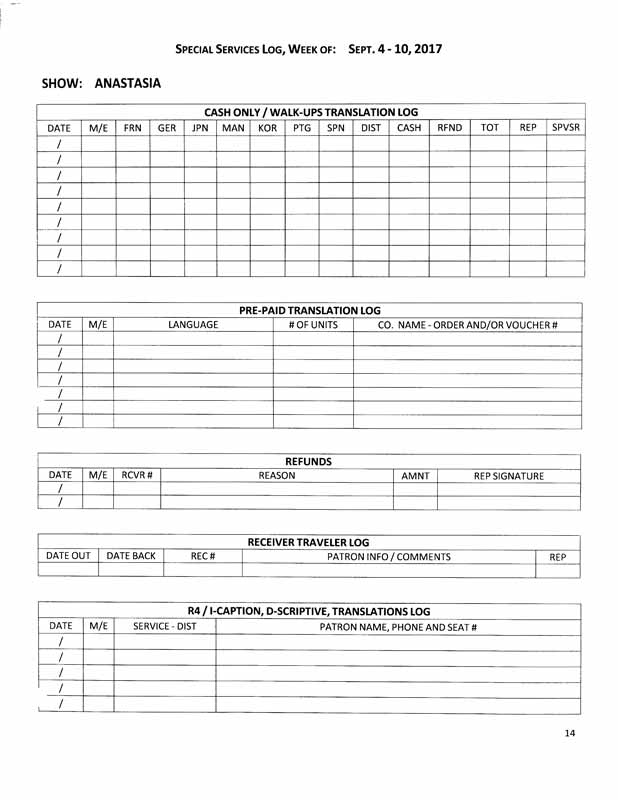 SPECIAL SERVICES LOG, WEEK OF: SEPT. 4 - 10, 2017
SHOW: ANASTASIA
CASH ONLY / WALK-UPS TRANSLATION LOG
DATE M/E FRN GER JPN MAN KOR PTG SPN DIST CASH RFND TOT REP SPVSR
/
/
/
/
/
/
/
/
/
PRE-PAID TRANSLATION LOG
DATE M/E LANGUAGE # OF UNITS CO. NAME - ORDER AND/OR VOUCHER #
/
/
/
/
/
/
/
REFUNDS
DATE M/E RCVR # REASON AMNT REP SIGNATURE
/
/
RECEIVER TRAVELER LOG
DATE OUT DATE BACK REC # PATRON INFO / COMMENTS REP
R4 / I-CAPTION, D-SCRIPTIVE, TRANSLATIONS LOG
DATE M/E SERVICE - DIST PATRON NAME, PHONE AND SEAT #
/
/
/
/
/
14